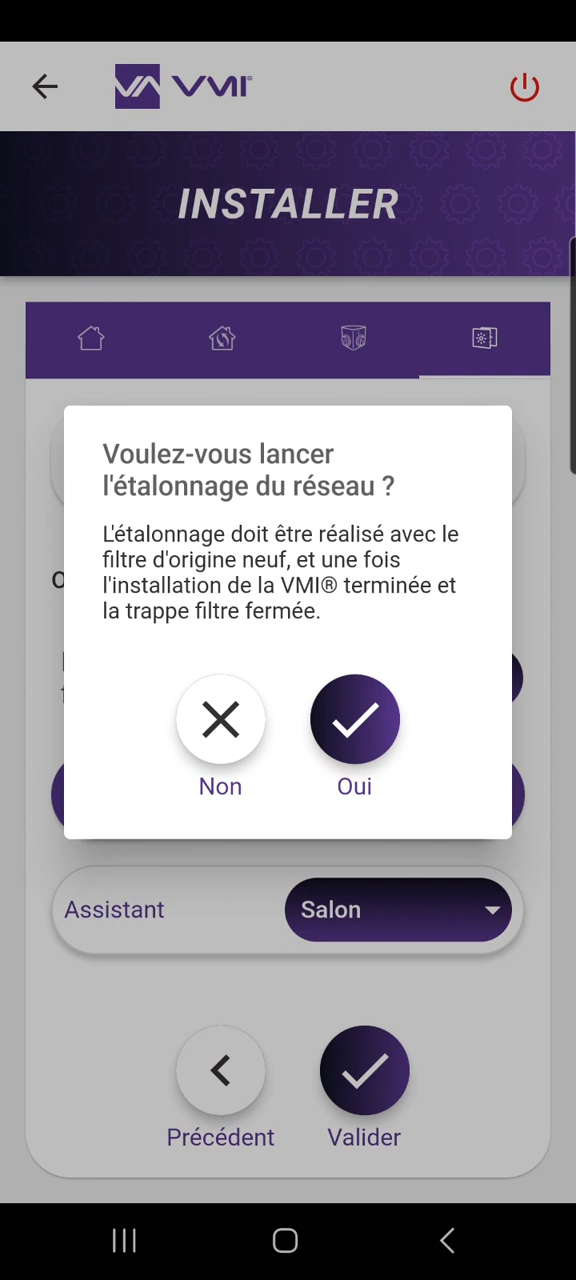 VMI®
INSTALLER
Voulez-vous lancer
l'étalonnage du réseau ?
L'étalonnage doit être réalisé avec le
filtre d'origine neuf, et une fois
l'installation de la VMI® terminée et
la trappe filtre fermée.
Non
Oui
Assistant
Salon
Précédent
Valider